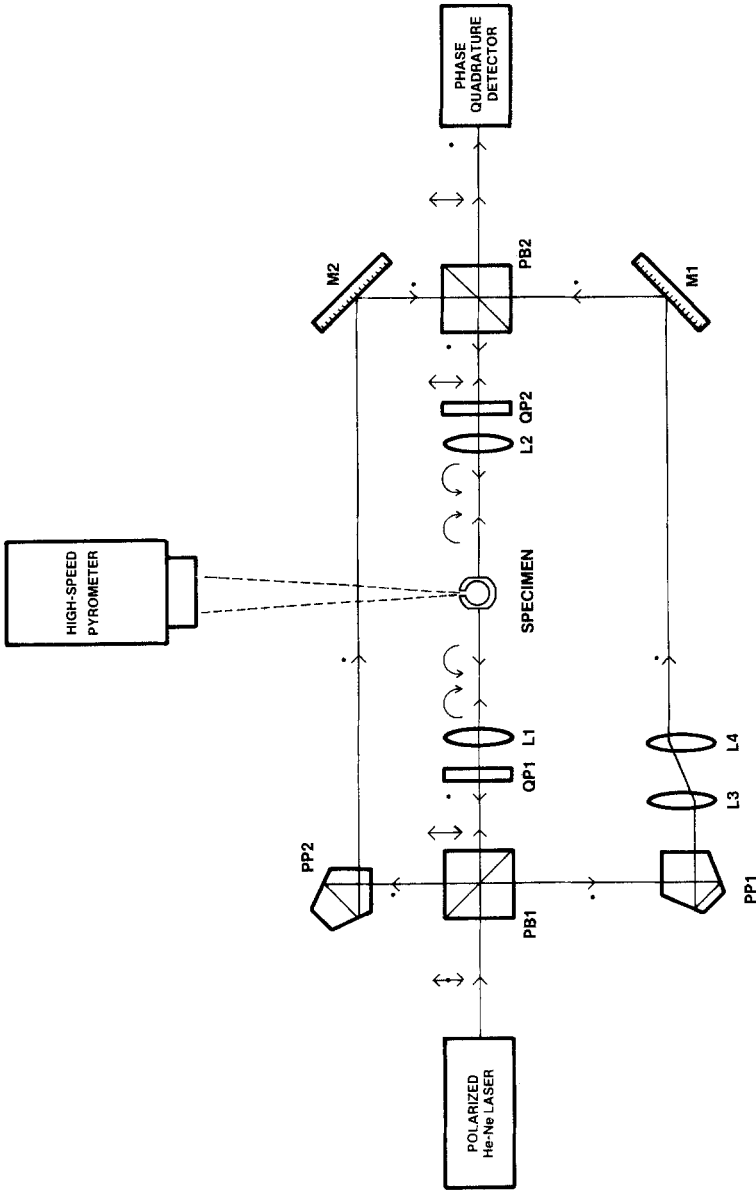 HIGH-SPEED
PYROMETER
PHASE
QUADRATURE
DETECTOR
M2
PP2
PB2
QP2
L2
SPECIMEN
L1
QP1
PB1
POLARIZED
He-Ne LASER
M1
L4
L3
PP1